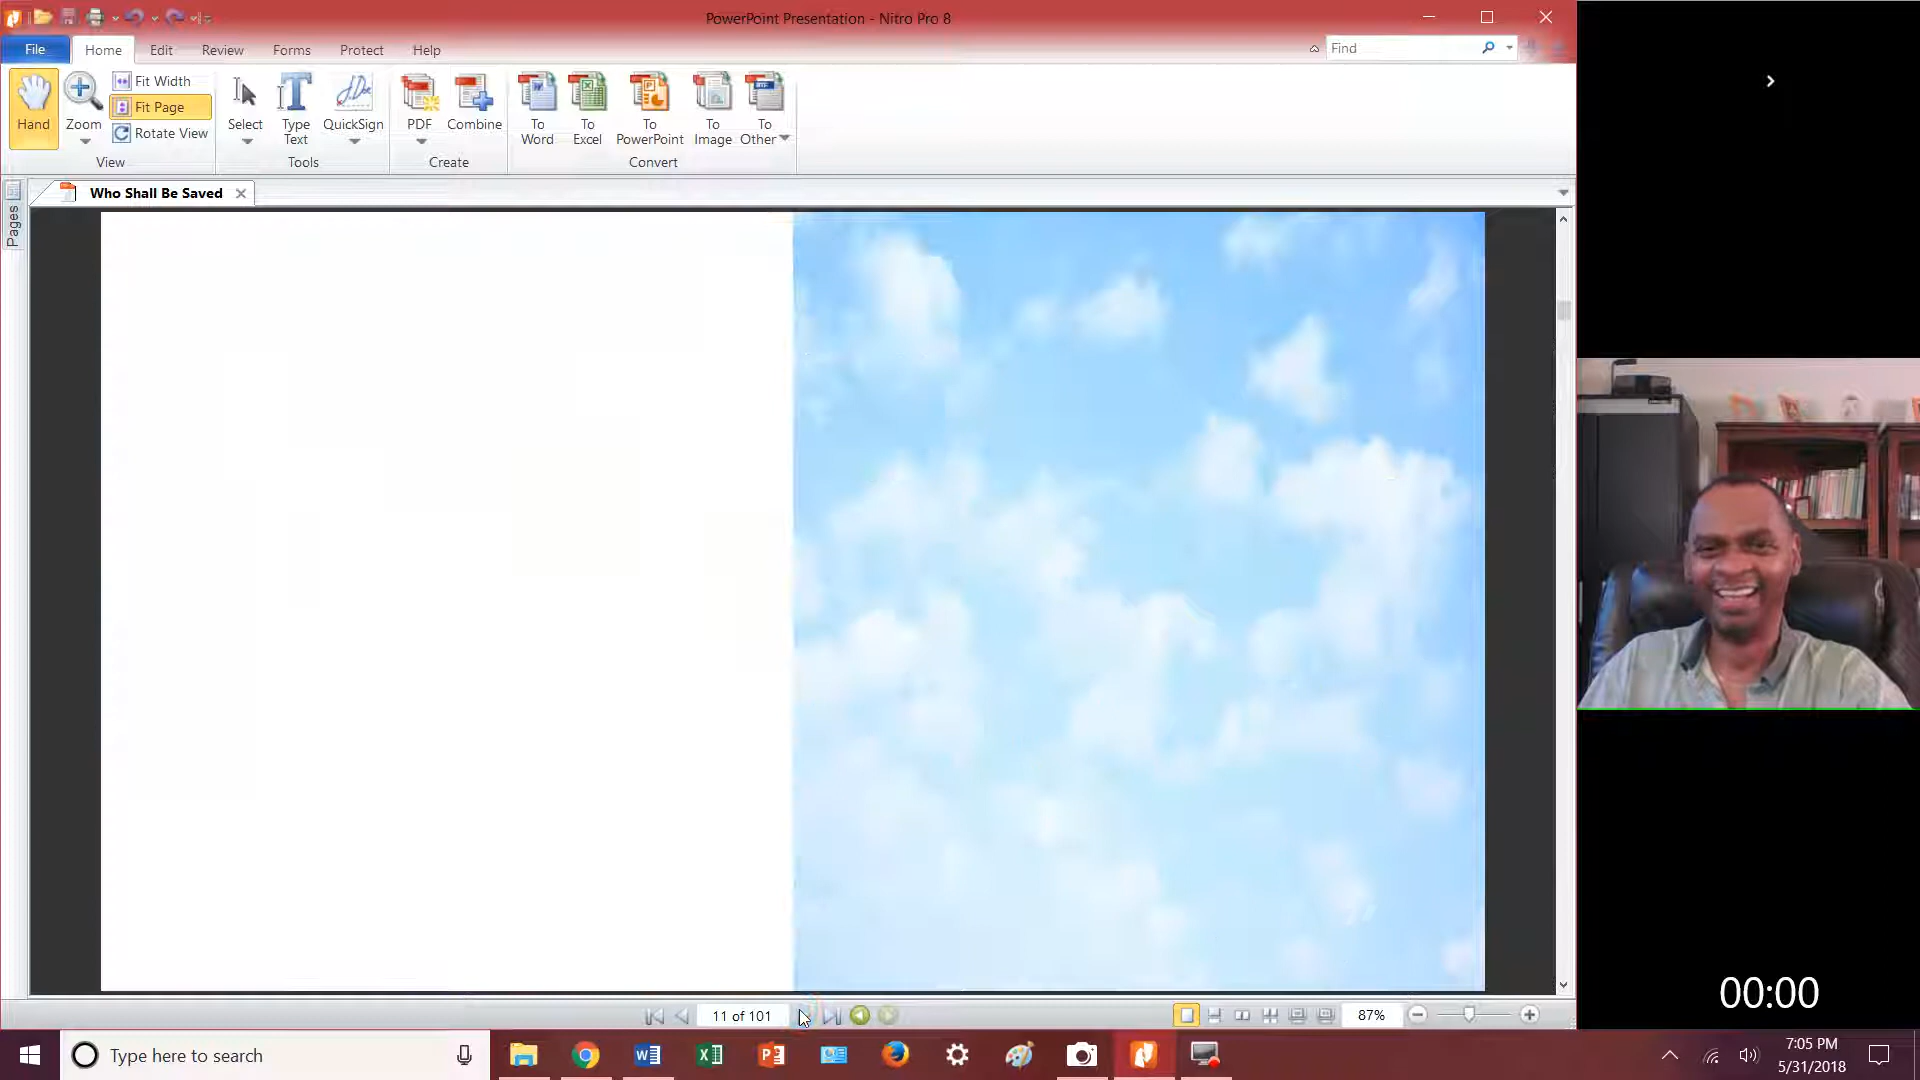 PowerPoint Presentation - Nitro Pro 8
File Home Edit Review Forms Protect Help
Find
Hand
Zoom
Fit Width
Fit Page
Rotate View
View
Select
Type Text
QuickSign
Tools
PDF
Combine
Create
To Word
To Excel
To PowerPoint
To Image
To Other
Convert
Pages
Who Shall Be Saved
11 of 101
87%
00:00
Type here to search
7:05 PM
5/31/2018